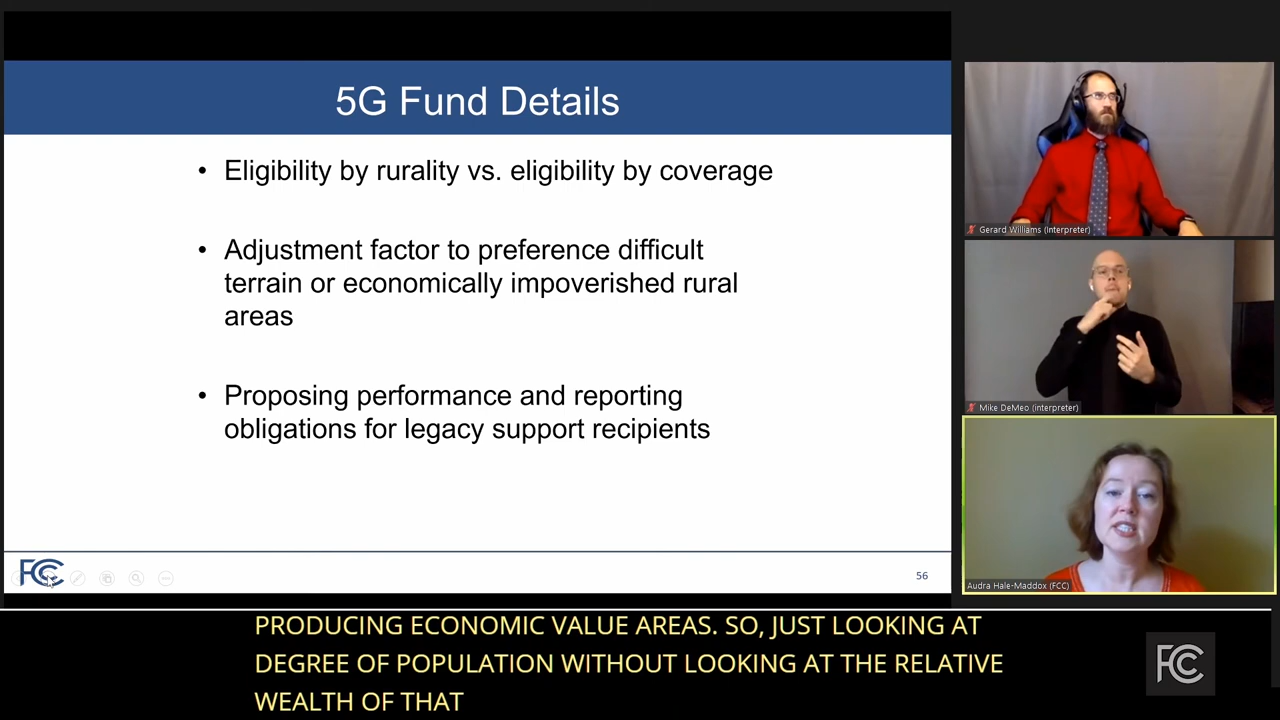 5G Fund Details
• Eligibility by rurality vs. eligibility by coverage
• Adjustment factor to preference difficult
terrain or economically impoverished rural
areas
• Proposing performance and reporting
obligations for legacy support recipients
FCC
56
Gerard Williams (Interpreter)
Mike DeMeo (interpreter)
Audra Hale-Maddox (FCC)
PRODUCING ECONOMIC VALUE AREAS. SO, JUST LOOKING AT
DEGREE OF POPULATION WITHOUT LOOKING AT THE RELATIVE
WEALTH OF THAT
FCC